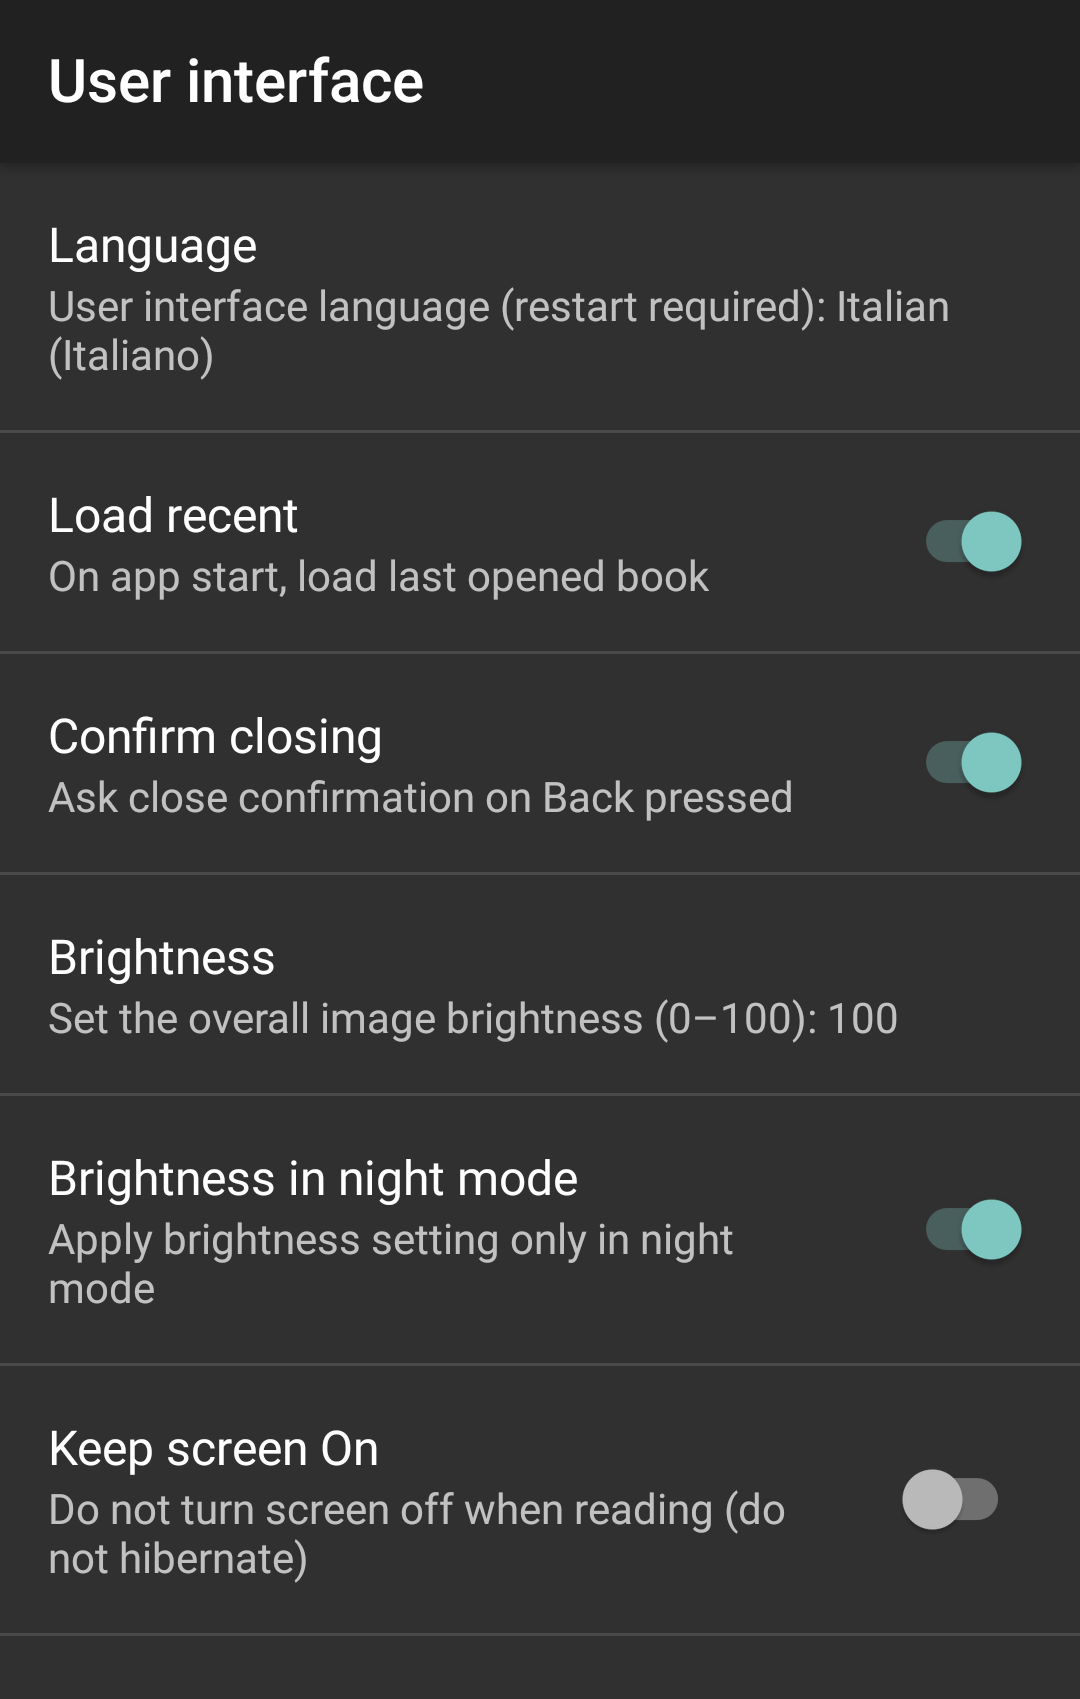 User interface
Language
User interface language (restart required): Italian
(Italiano)
Load recent
On app start, load last opened book
Confirm closing
Ask close confirmation on Back pressed
Brightness
Set the overall image brightness (0–100): 100
Brightness in night mode
Apply brightness setting only in night
mode
Keep screen On
Do not turn screen off when reading (do
not hibernate)